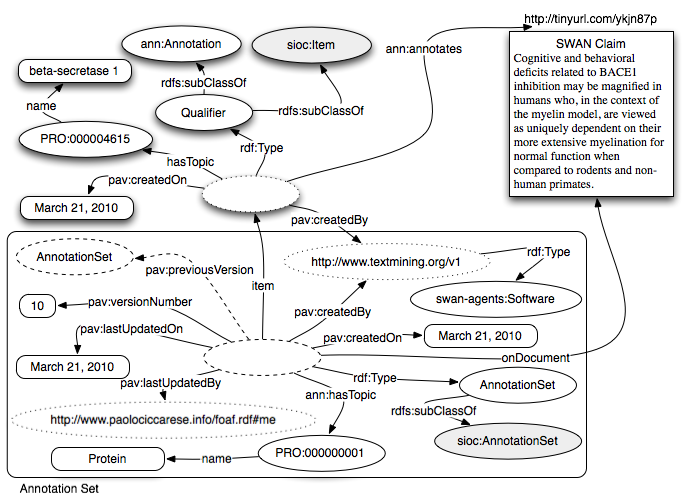 http://tinyurl.com/ykjn87p
ann:Annotation
sioc:Item
ann:annotates
SWAN Claim
Cognitive and behavioral
deficits related to BACE1
inhibition may be magnified in
humans who, in the context of
the myelin model, are viewed
as uniquely dependent on their
more extensive myelination for
normal function when
compared to rodents and non-
human primates.
beta-secretase 1
rdfs:subClassOf
name
Qualifier
rdfs:subClassOf
PRO:000004615
rdf:Type
hasTopic
pav:createdOn
March 21, 2010
pav:createdBy
AnnotationSet
pav:previousVersion
http://www.textmining.org/v1
rdf:Type
item
10
pav:versionNumber
swan-agents:Software
pav:createdBy
pav:lastUpdatedOn
pav:createdOn
March 21, 2010
March 21, 2010
onDocument
pav:lastUpdatedBy
rdf:Type
AnnotationSet
ann:hasTopic
rdfs:subClassOf
http://www.paolociccarese.info/foaf.rdf#me
sioc:AnnotationSet
Protein
name
PRO:000000001
Annotation Set